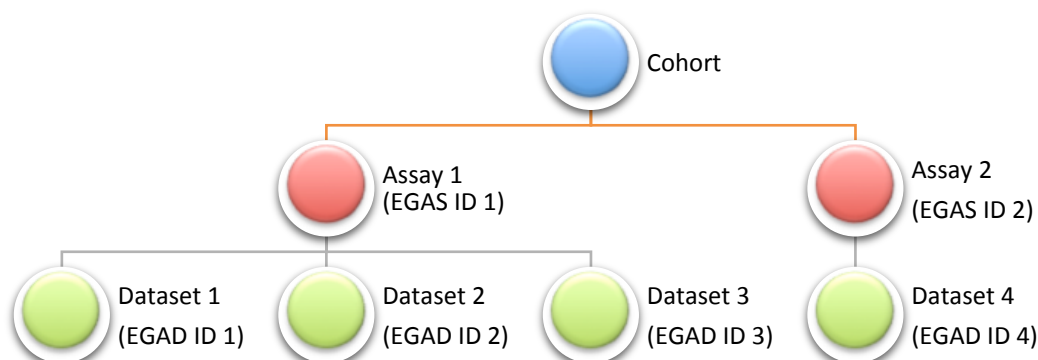 Cohort
Assay 1
(EGAS ID 1)
Assay 2
(EGAS ID 2)
Dataset 1
(EGAD ID 1)
Dataset 2
(EGAD ID 2)
Dataset 3
(EGAD ID 3)
Dataset 4
(EGAD ID 4)